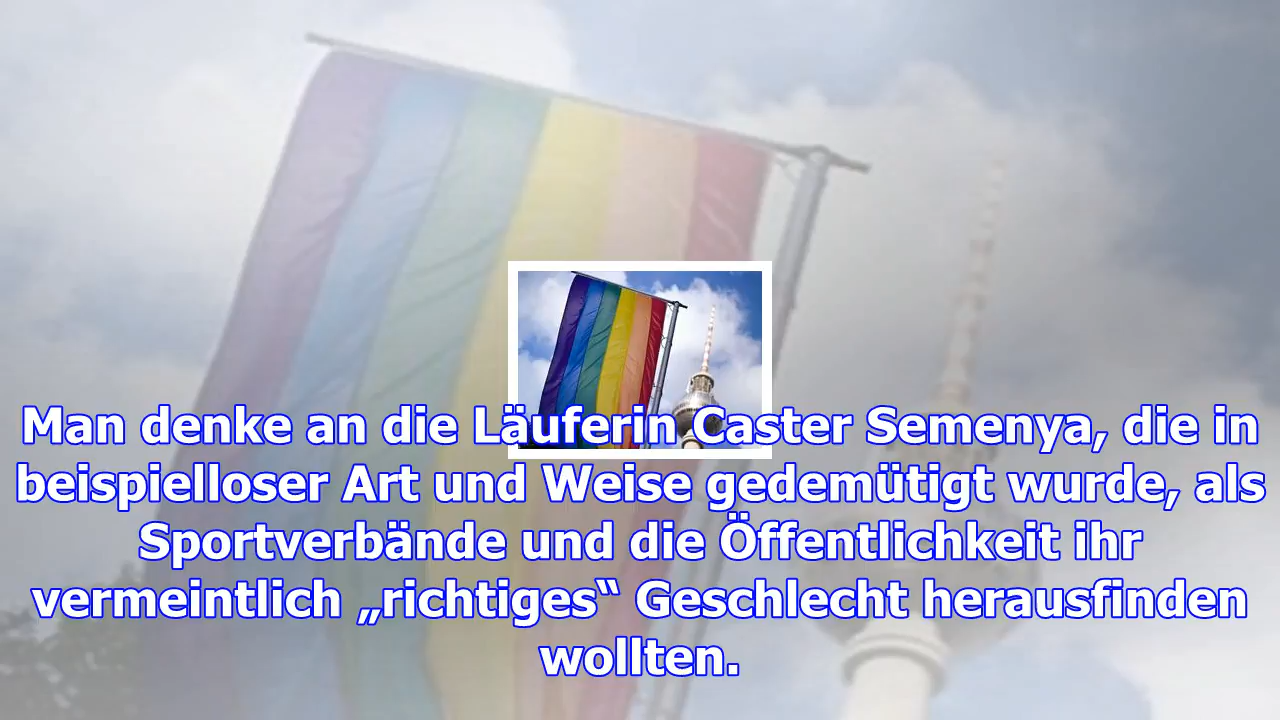 Man denke an die Läuferin Caster Semenya, die in
beispielloser Art und Weise gedemütigt wurde, als
Sportverbände und die Öffentlichkeit ihr
vermeintlich „richtiges“ Geschlecht herausfinden
wollten.